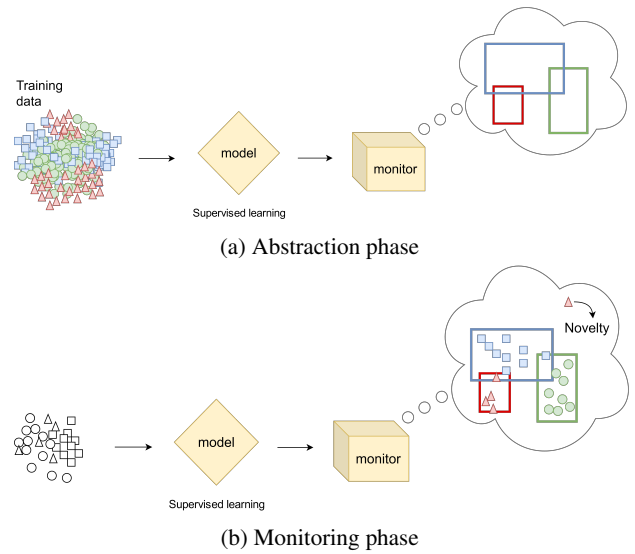 Training
data
model
monitor
Supervised learning
(a) Abstraction phase
Novelty
model
monitor
Supervised learning
(b) Monitoring phase